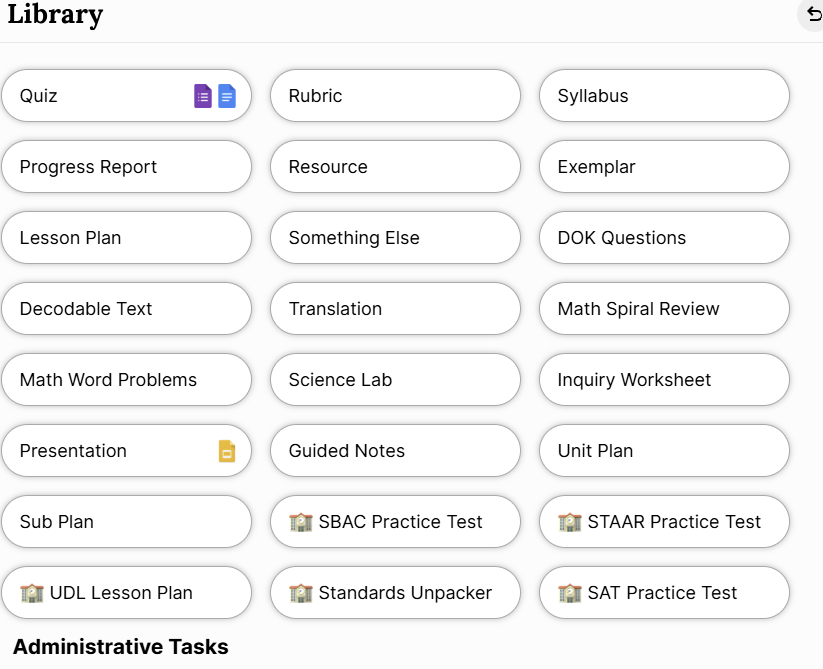 Library
Quiz
Rubric
Syllabus
Progress Report
Resource
Exemplar
Lesson Plan
Something Else
DOK Questions
Decodable Text
Translation
Math Spiral Review
Math Word Problems
Science Lab
Inquiry Worksheet
Presentation
Guided Notes
Unit Plan
Sub Plan
SBAC Practice Test
STAAR Practice Test
UDL Lesson Plan
Standards Unpacker
SAT Practice Test
Administrative Tasks